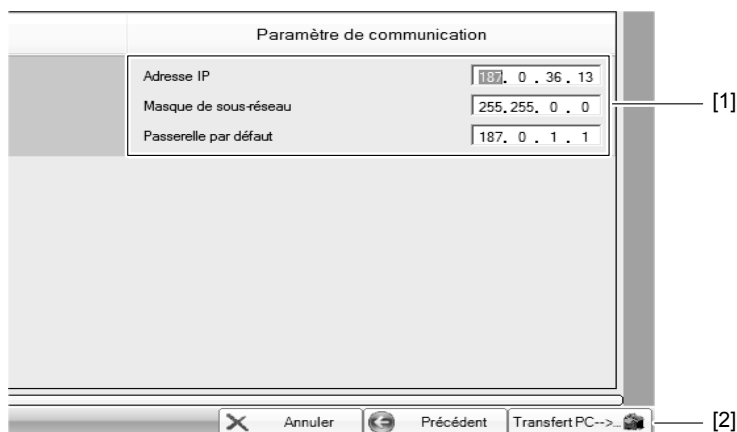 Paramètre de communication
Adresse IP 187. 0 . 36 . 13
Masque de sous-réseau 255.255. 0 . 0
[1]
Passerelle par défaut 187. 0 . 1 . 1
Annuler Précédent Transfert PC-->... [2]